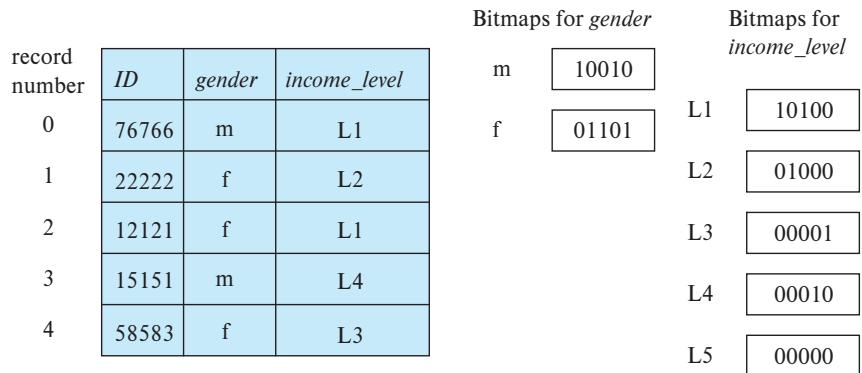 record number
ID gender income_level
0 76766 m L1
1 22222 f L2
2 12121 f L1
3 15151 m L4
4 58583 f L3
Bitmaps for gender
m 10010
f 01101
Bitmaps for
income_level
L1 10100
L2 01000
L3 00001
L4 00010
L5 00000